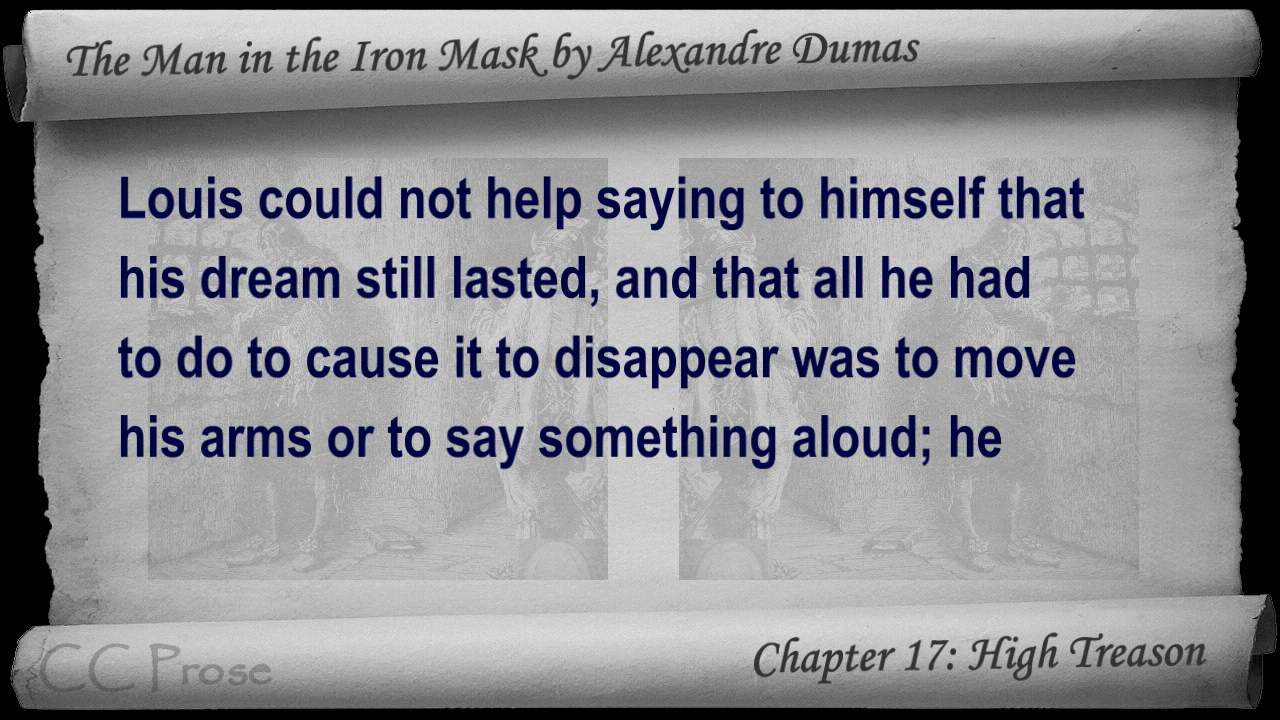 The Man in the Iron Mask by Alexandre Dumas
Louis could not help saying to himself that
his dream still lasted, and that all he had
to do to cause it to disappear was to move
his arms or to say something aloud; he
CC Prose
Chapter 17: High Treason